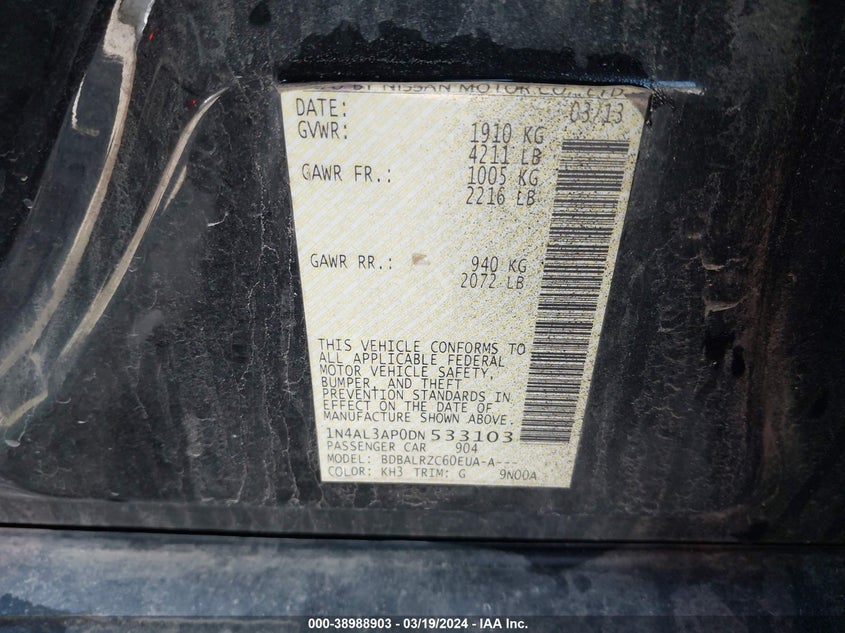 BY NISSAN MOTOR CO., LTD.
DATE: 03/13
GVWR: 1910 KG
4211 LB
GAWR FR.: 1005 KG
2216 LB
GAWR RR.: 940 KG
2072 LB
THIS VEHICLE CONFORMS TO
ALL APPLICABLE FEDERAL
MOTOR VEHICLE SAFETY,
BUMPER, AND THEFT
PREVENTION STANDARDS IN
EFFECT ON THE DATE OF
MANUFACTURE SHOWN ABOVE.
1N4AL3AP0DN533103
PASSENGER CAR 904
MODEL: BDBALRZC60EUA-A---
COLOR: KH3 TRIM: G 9N00A
000-38988903 - 03/19/2024 - IAA Inc.